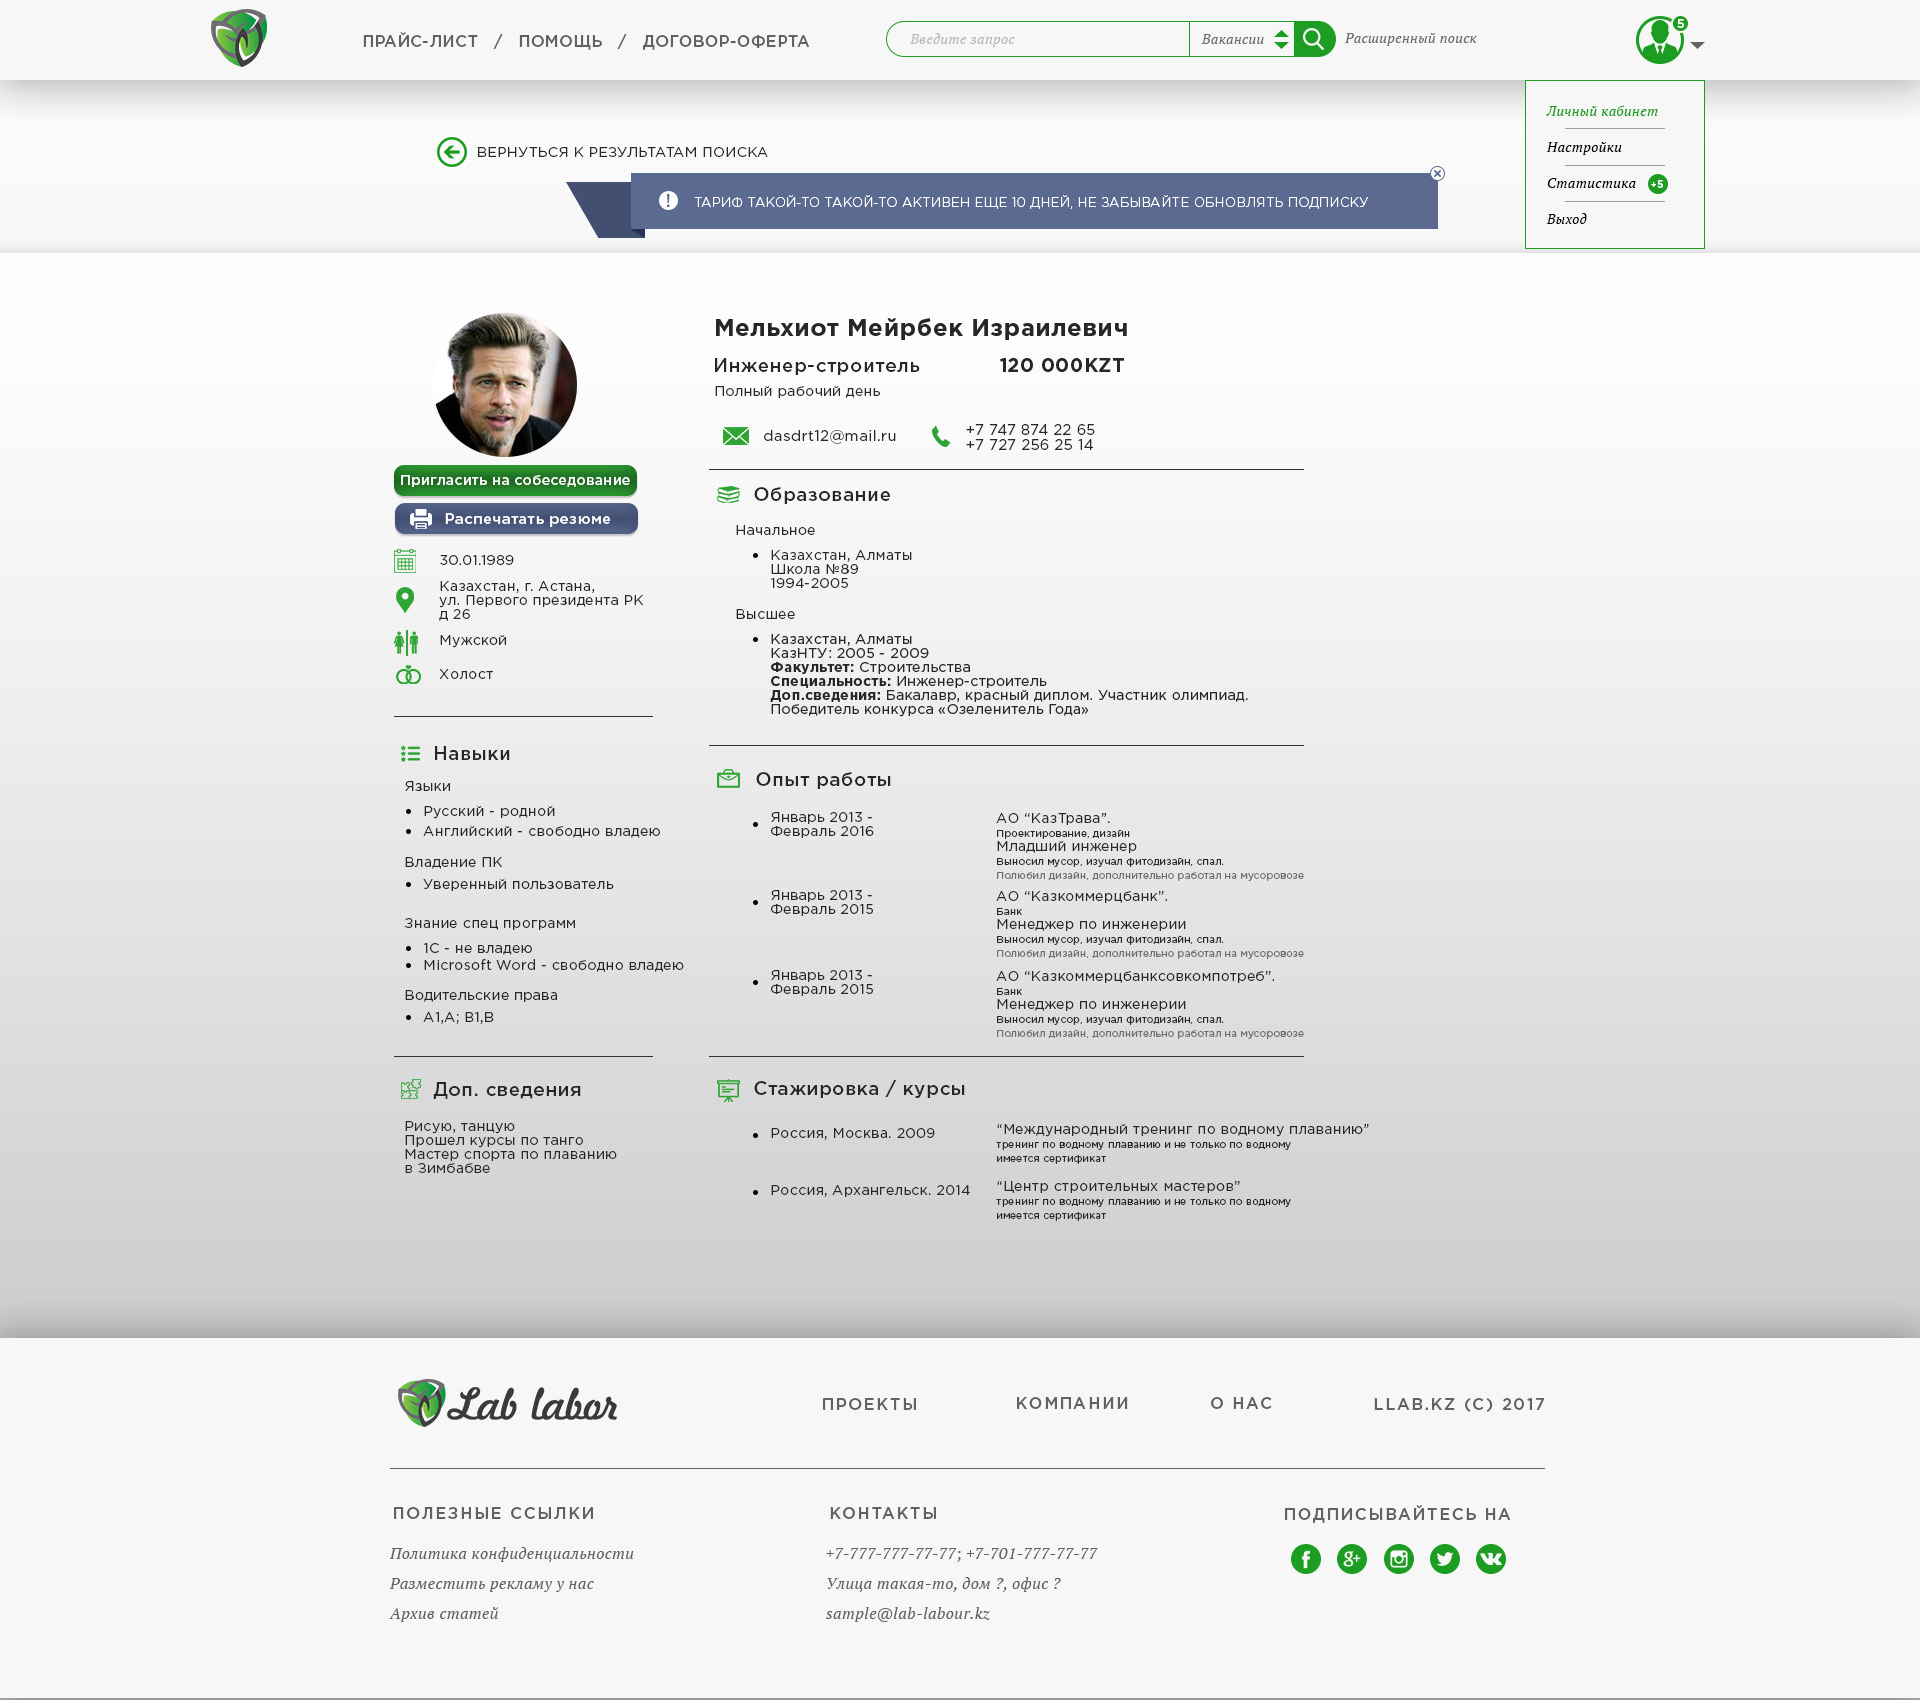 ПРАЙС-ЛИСТ / ПОМОЩЬ / ДОГОВОР-ОФЕРТА
Введите запрос
Вакансии
Расширенный поиск
5
Личный кабинет
Настройки
Статистика +5
Выход
ВЕРНУТЬСЯ К РЕЗУЛЬТАТАМ ПОИСКА
ТАРИФ ТАКОЙ-ТО ТАКОЙ-ТО АКТИВЕН ЕЩЕ 10 ДНЕЙ, НЕ ЗАБЫВАЙТЕ ОБНОВЛЯТЬ ПОДПИСКУ
Мельхиот Мейрбек Израилевич
Инженер-строитель 120 000KZT
Полный рабочий день
dasdrt12@mail.ru
+7 747 874 22 65
+7 727 256 25 14
Пригласить на собеседование
Распечатать резюме
30.01.1989
Казахстан, г. Астана,
ул. Первого президента РК
д 26
Мужской
Холост
Навыки
Языки
• Русский - родной
• Английский - свободно владею
Владение ПК
• Уверенный пользователь
Знание спец программ
• 1С - не владею
• Microsoft Word - свободно владею
Водительские права
• А1,А; В1,В
Доп. сведения
Рисую, танцую
Прошел курсы по танго
Мастер спорта по плаванию
в Зимбабве
Образование
Начальное
• Казахстан, Алматы
Школа №89
1994-2005
Высшее
• Казахстан, Алматы
КазНТУ: 2005 - 2009
Факультет: Строительства
Специальность: Инженер-строитель
Доп.сведения: Бакалавр, красный диплом. Участник олимпиад.
Победитель конкурса «Озеленитель Года»
Опыт работы
• Январь 2013 -
Февраль 2016
АО “КазТрава”.
Проектирование, дизайн
Младший инженер
Выносил мусор, изучал фитодизайн, спал.
Полюбил дизайн, дополнительно работал на мусоровозе
• Январь 2013 -
Февраль 2015
АО “Казкоммерцбанк”.
Банк
Менеджер по инженерии
Выносил мусор, изучал фитодизайн, спал.
Полюбил дизайн, дополнительно работал на мусоровозе
• Январь 2013 -
Февраль 2015
АО “Казкоммерцбанксовкомпотреб”.
Банк
Менеджер по инженерии
Выносил мусор, изучал фитодизайн, спал.
Полюбил дизайн, дополнительно работал на мусоровозе
Стажировка / курсы
• Россия, Москва. 2009
“Международный тренинг по водному плаванию”
тренинг по водному плаванию и не только по водному
имеется сертификат
• Россия, Архангельск. 2014
“Центр строительных мастеров”
тренинг по водному плаванию и не только по водному
имеется сертификат
Lab labor
ПРОЕКТЫ КОМПАНИИ О НАС LLAB.KZ (C) 2017
ПОЛЕЗНЫЕ ССЫЛКИ
Политика конфиденциальности
Разместить рекламу у нас
Архив статей
КОНТАКТЫ
+7-777-777-77-77; +7-701-777-77-77
Улица такая-то, дом ?, офис ?
sample@lab-labour.kz
ПОДПИСЫВАЙТЕСЬ НА